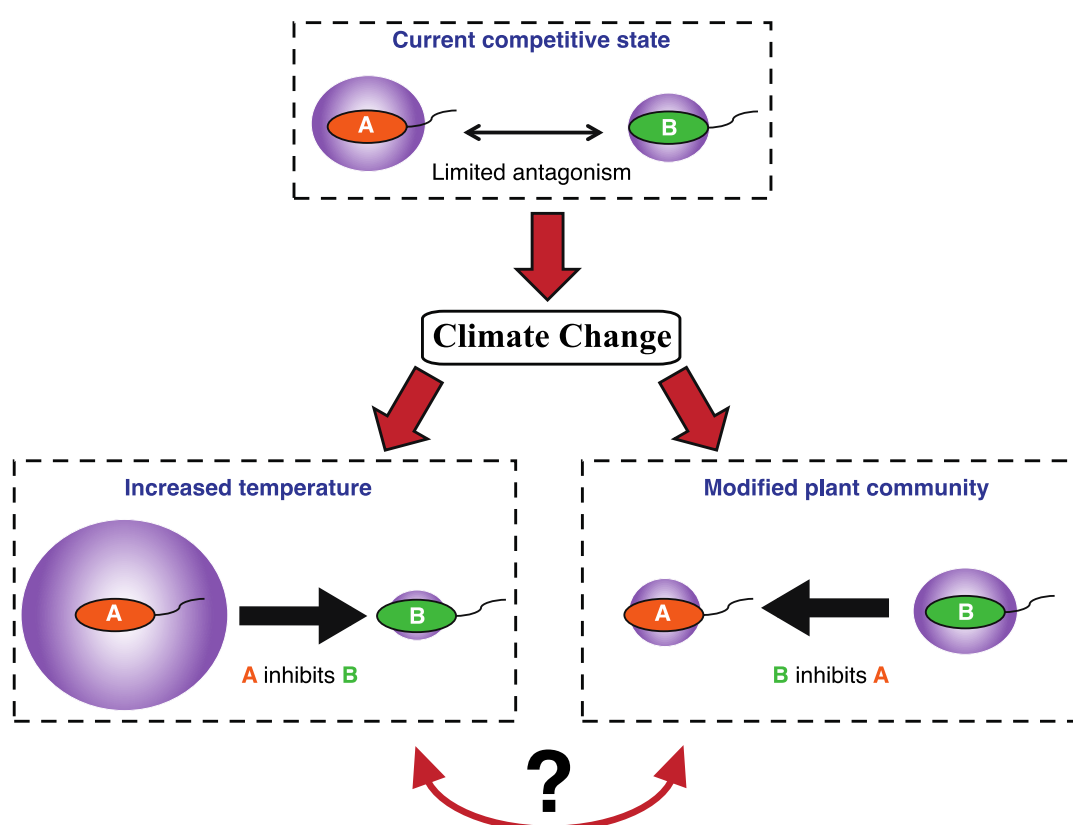 Current competitive state
A
B
Limited antagonism
Climate Change
Increased temperature
A
B
A inhibits B
Modified plant community
A
B
B inhibits A
?